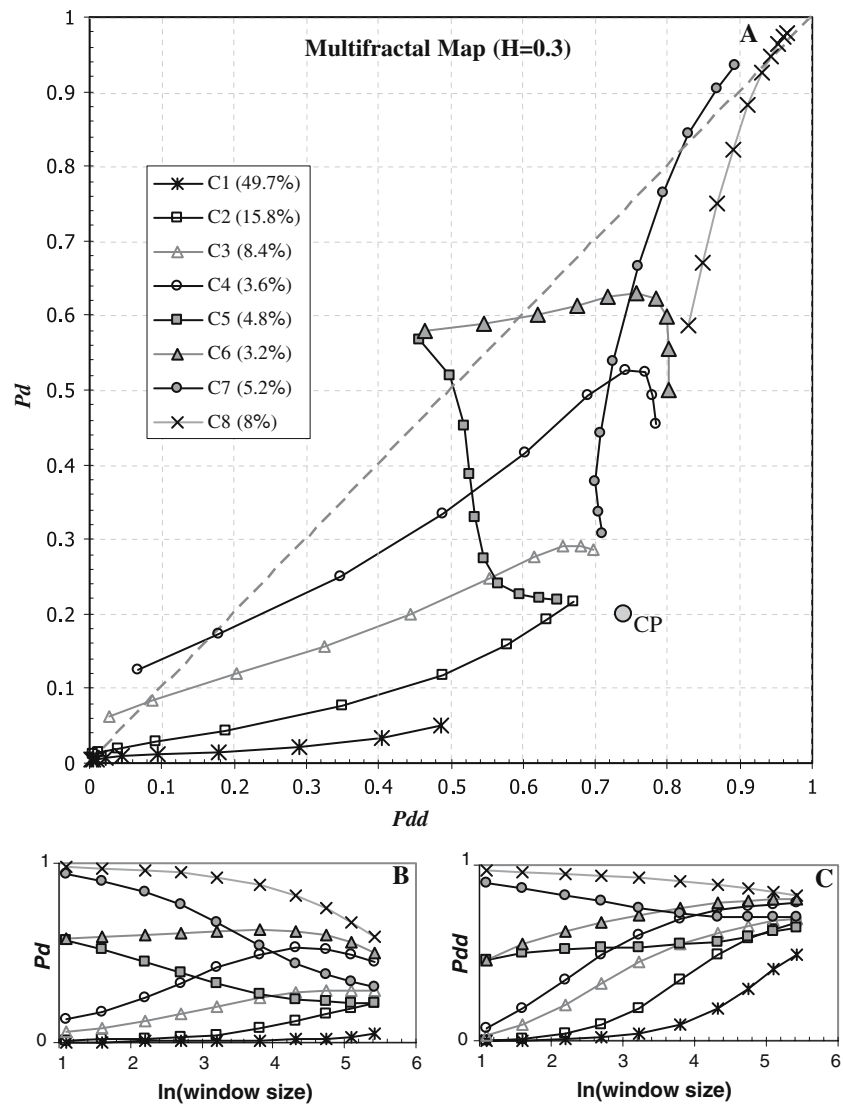 A
Multifractal Map (H=0.3)
1
0.9
0.8
0.7
0.6
0.5
0.4
0.3
0.2
0.1
0
Pd
C1 (49.7%)
C2 (15.8%)
C3 (8.4%)
C4 (3.6%)
C5 (4.8%)
C6 (3.2%)
C7 (5.2%)
C8 (8%)
CP
0 0.1 0.2 0.3 0.4 0.5 0.6 0.7 0.8 0.9 1
Pdd
B
1
Pd
0
1 2 3 4 5 6
ln(window size)
C
1
Pdd
0
1 2 3 4 5 6
ln(window size)